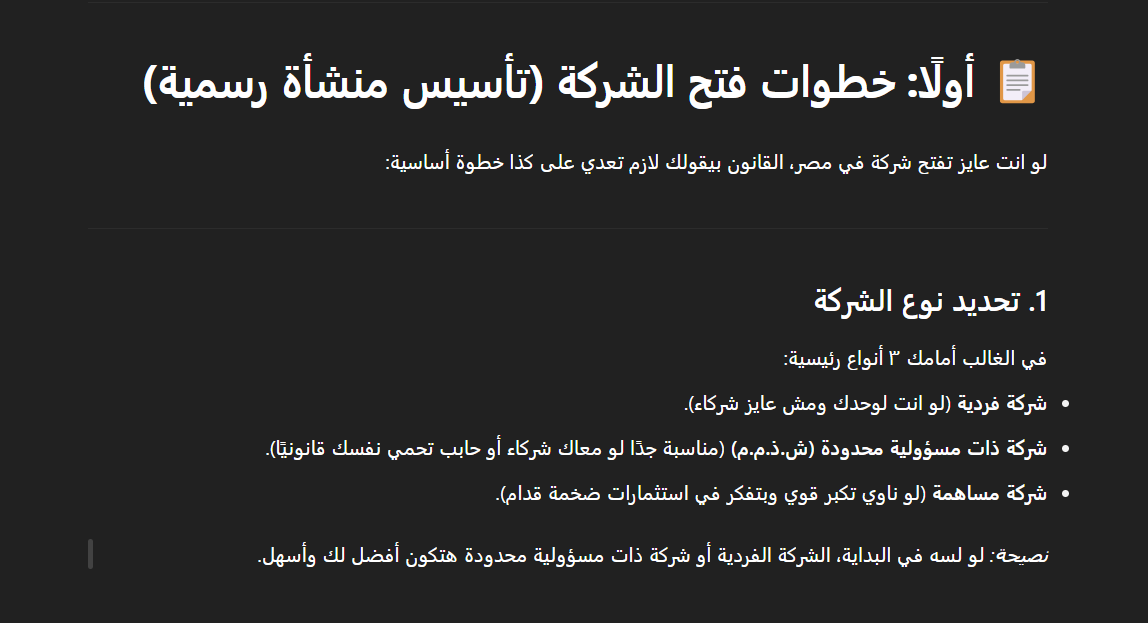 📋 أولًا: خطوات فتح الشركة (تأسيس منشأة رسمية)
لو انت عايز تفتح شركة في مصر، القانون بيقولك لازم تعدي على كذا خطوة أساسية:
1. تحديد نوع الشركة
في الغالب أمامك ٣ أنواع رئيسية:
• شركة فردية (لو انت لوحدك ومش عايز شركاء).
• شركة ذات مسؤولية محدودة (ش.ذ.م.م) (مناسبة جدًا لو معاك شركاء أو حابب تحمي نفسك قانونيًا).
• شركة مساهمة (لو ناوي تكبر قوي وبتفكر في استثمارات ضخمة قدام).
نصيحة: لو لسه في البداية، الشركة الفردية أو شركة ذات مسؤولية محدودة هتكون أفضل لك وأسهل.